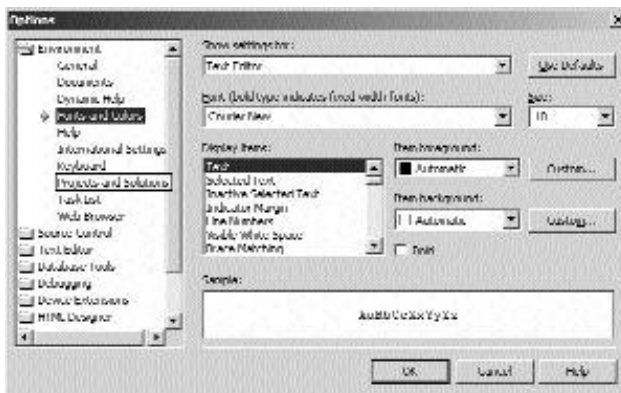 Options
Environment
General
Documents
Dynamic Help
Fonts and Colors
Help
International Settings
Keyboard
Projects and Solutions
Task List
Web Browser
Source Control
Text Editor
Database Tools
Debugging
Device Extensions
HTML Designer
Show settings for:
Text Editor
Use Defaults
Font (bold type indicates fixed-width fonts):
Courier New
Size:
10
Display items:
Text
Selected Text
Inactive Selected Text
Indicator Margin
Line Numbers
Visible White Space
Brace Matching
Item foreground:
Automatic
Custom...
Item background:
Automatic
Custom...
Bold
Sample:
AaBbCcXxYyZz
OK
Cancel
Help